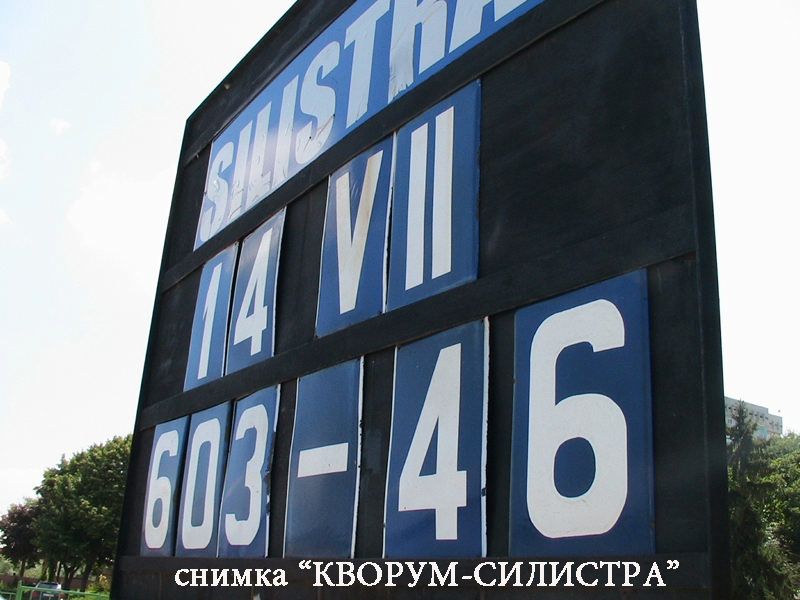 SILISTRA
14 VII
603-46
снимка “КВОРУМ-СИЛИСТРА”